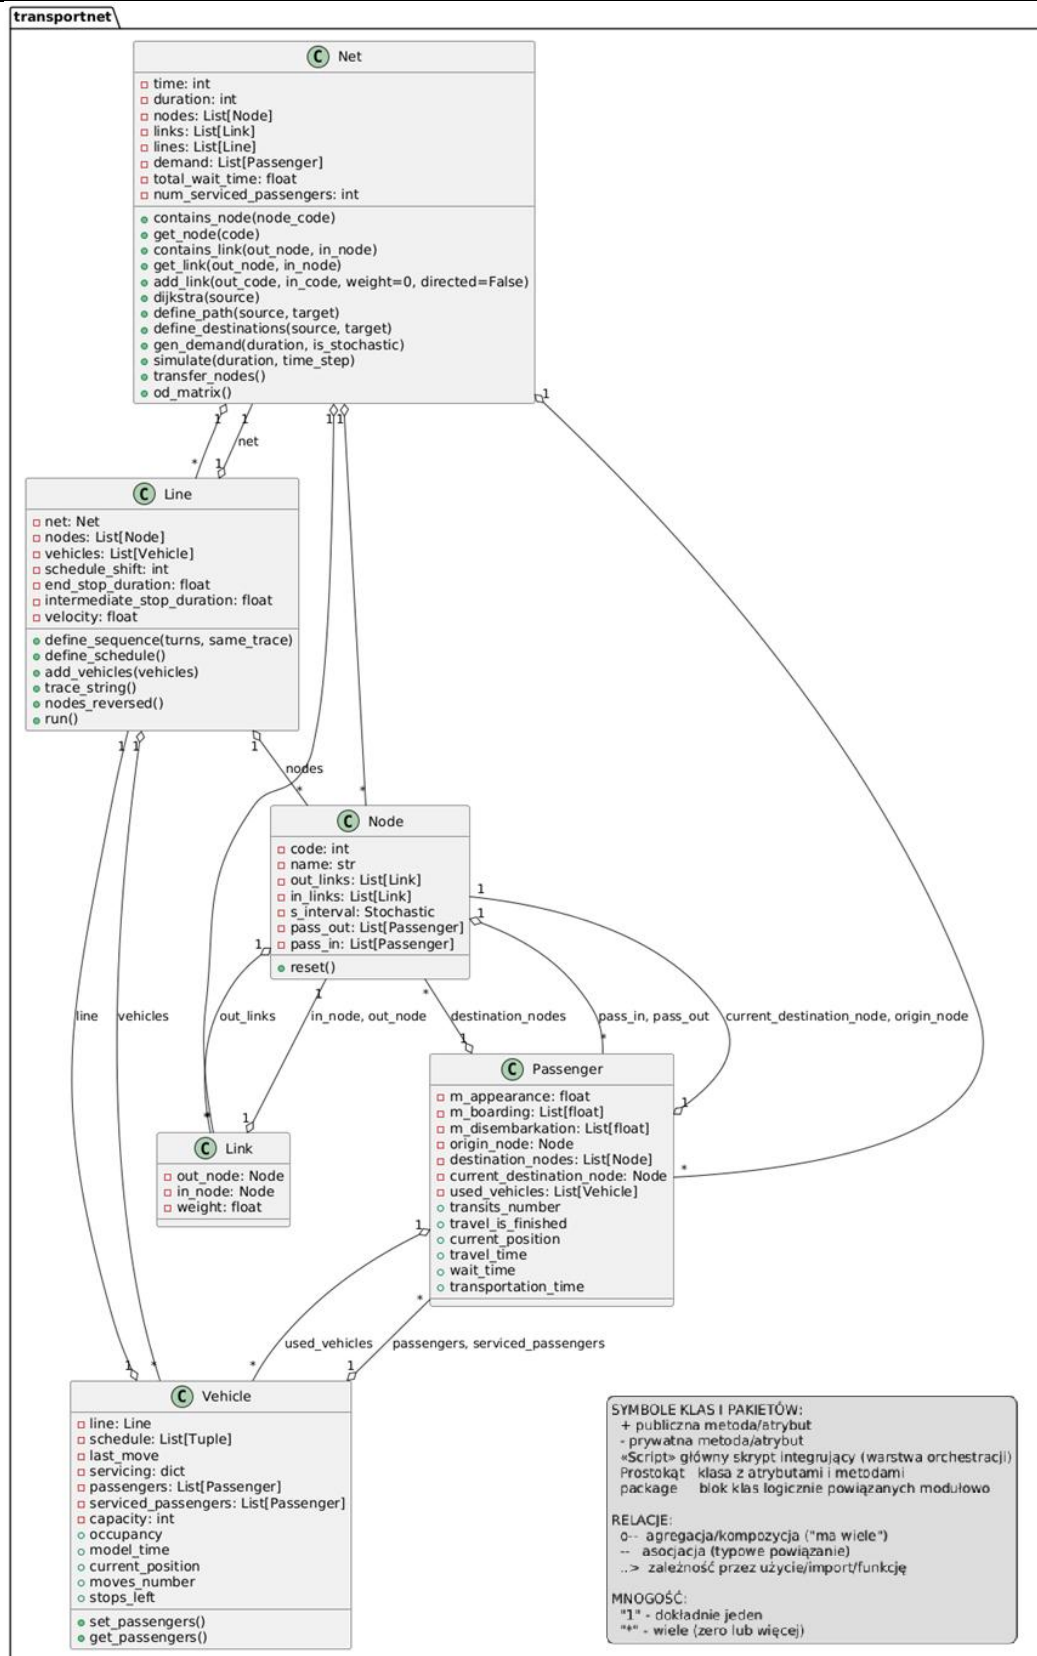 transportnet
C Net
time: int
duration: int
nodes: List[Node]
links: List[Link]
lines: List[Line]
demand: List[Passenger]
total_wait_time: float
num_serviced_passengers: int
contains_node(node_code)
get_node(code)
contains_link(out_node, in_node)
get_link(out_node, in_node)
add_link(out_code, in_code, weight=0, directed=False)
dijkstra(source)
define_path(source, target)
define_destinations(source, target)
gen_demand(duration, is_stochastic)
simulate(duration, time_step)
transfer_nodes()
od_matrix()
1 1 1 1 1
net
* 1
C Line
net: Net
nodes: List[Node]
vehicles: List[Vehicle]
schedule_shift: int
end_stop_duration: float
intermediate_stop_duration: float
velocity: float
define_sequence(turns, same_trace)
define_schedule()
add_vehicles(vehicles)
trace_string()
nodes_reversed()
run()
1 1 1
nodes
* *
C Node
code: int
name: str
out_links: List[Link]
in_links: List[Link]
s_interval: Stochastic
pass_out: List[Passenger]
pass_in: List[Passenger]
reset()
1
1
1
1 *
line
vehicles
out_links
in_node, out_node
destination_nodes
pass_in, pass_out
current_destination_node, origin_node
1 *
C Passenger
m_appearance: float
m_boarding: List[float]
m_disembarkation: List[float]
origin_node: Node
destination_nodes: List[Node]
current_destination_node: Node
used_vehicles: List[Vehicle]
transits_number
travel_is_finished
current_position
travel_time
wait_time
transportation_time
1
*
* 1
C Link
out_node: Node
in_node: Node
weight: float
1
*
used_vehicles
passengers, serviced_passengers
1 * * 1
C Vehicle
line: Line
schedule: List[Tuple]
last_move
servicing: dict
passengers: List[Passenger]
serviced_passengers: List[Passenger]
capacity: int
occupancy
model_time
current_position
moves_number
stops_left
set_passengers()
get_passengers()
SYMBOLE KLAS I PAKIETÓW:
+ publiczna metoda/atrybut
- prywatna metoda/atrybut
«Script» główny skrypt integrujący (warstwa orchestracji)
Prostokąt klasa z atrybutami i metodami
package blok klas logicznie powiązanych modułowo
RELACJE:
o-- agregacja/kompozycja ("ma wiele")
-- asocjacja (typowe powiązanie)
..> zależność przez użycie/import/funkcję
MNOGOŚĆ:
"1" - dokładnie jeden
"*" - wiele (zero lub więcej)